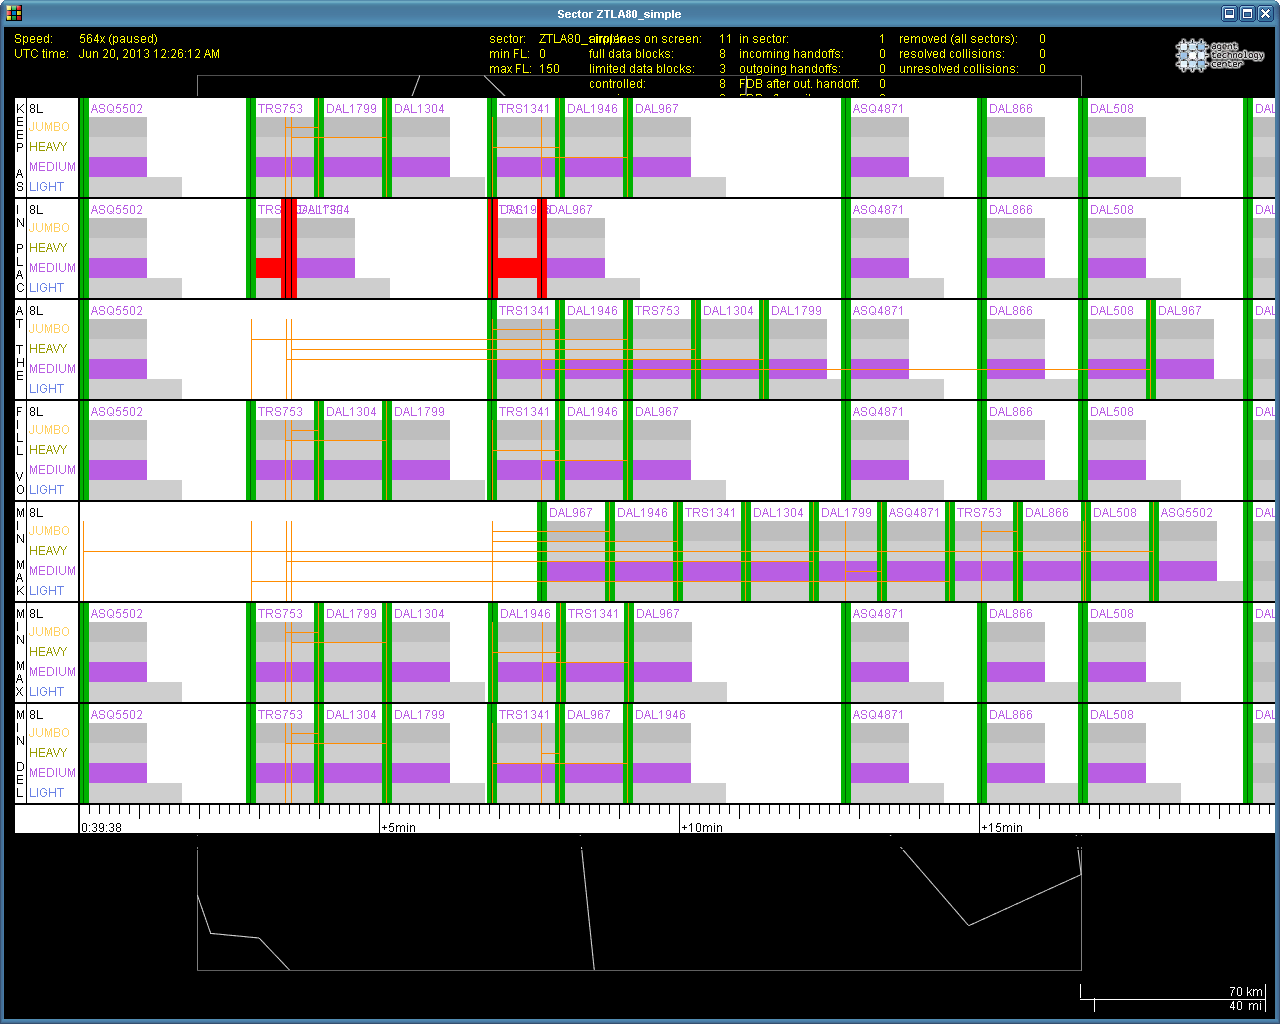 Sector ZTLA80_simple
Speed: 564x (paused)
UTC time: Jun 20, 2013 12:26:12 AM
sector: ZTLA80_simple
min FL: 0
max FL: 150
airplanes on screen: 11
full data blocks: 8
limited data blocks: 3
controlled: 8
in sector: 1
incoming handoffs: 0
outgoing handoffs: 0
FDB after out. handoff: 0
removed (all sectors): 0
resolved collisions: 0
unresolved collisions: 0
agent
technology
center
KEEP AS
8L ASQ5502 TRS753 DAL1799 DAL1304 TRS1341 DAL1946 DAL967 ASQ4871 DAL866 DAL508 DAL
JUMBO
HEAVY
MEDIUM
LIGHT
IN PLAC
8L ASQ5502 DAL967 ASQ4871 DAL866 DAL508 DAL
JUMBO
HEAVY
MEDIUM
LIGHT
AT THE
8L ASQ5502 TRS1341 DAL1946 TRS753 DAL1304 DAL1799 ASQ4871 DAL866 DAL508 DAL967
JUMBO
HEAVY
MEDIUM
LIGHT
FILL VO
8L ASQ5502 TRS753 DAL1304 DAL1799 TRS1341 DAL1946 DAL967 ASQ4871 DAL866 DAL508 DAL
JUMBO
HEAVY
MEDIUM
LIGHT
MIN MAK
8L DAL967 DAL1946 TRS1341 DAL1304 DAL1799 ASQ4871 TRS753 DAL866 DAL508 ASQ5502 DAL
JUMBO
HEAVY
MEDIUM
LIGHT
MIN MAX
8L ASQ5502 TRS753 DAL1799 DAL1304 DAL1946 TRS1341 DAL967 ASQ4871 DAL866 DAL508 DAL
JUMBO
HEAVY
MEDIUM
LIGHT
MIN DEL
8L ASQ5502 TRS753 DAL1304 DAL1799 TRS1341 DAL967 DAL1946 ASQ4871 DAL866 DAL508 DAL
JUMBO
HEAVY
MEDIUM
LIGHT
0:39:38 +5min +10min +15min
70 km
40 mi